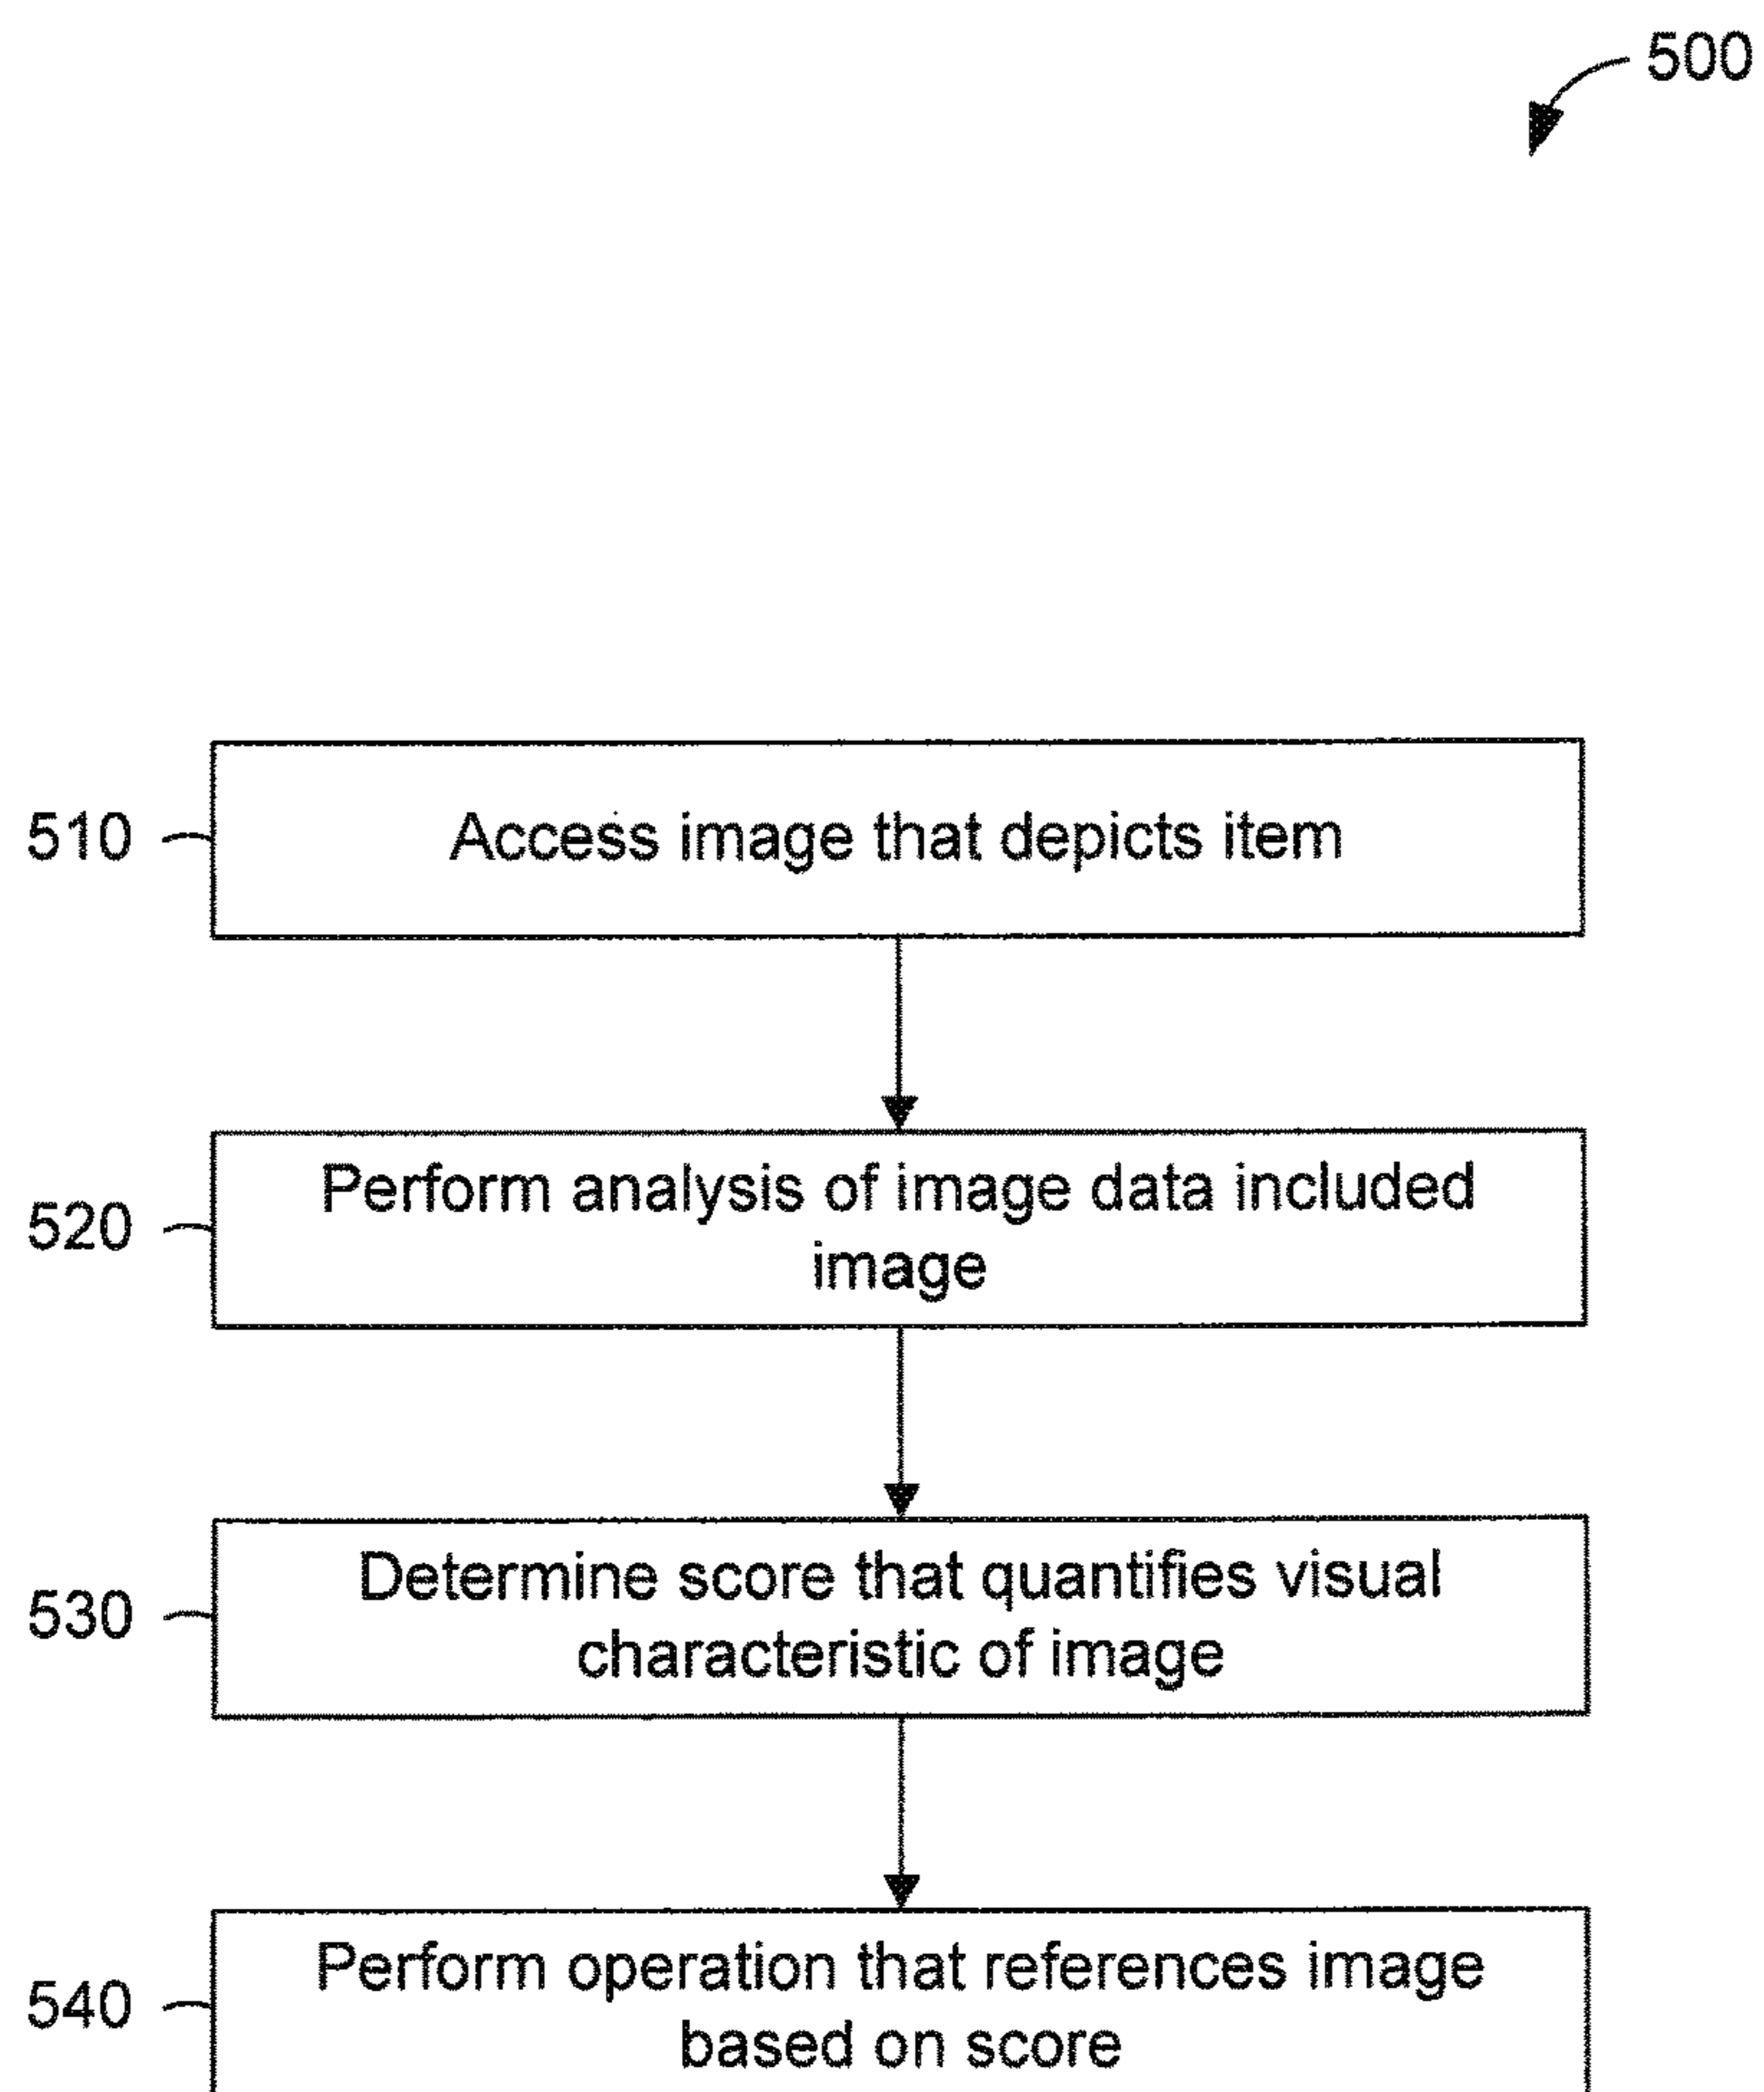 500
510
Access image that depicts item
520
Perform analysis of image data included
image
530
Determine score that quantifies visual
characteristic of image
540
Perform operation that references image
based on score